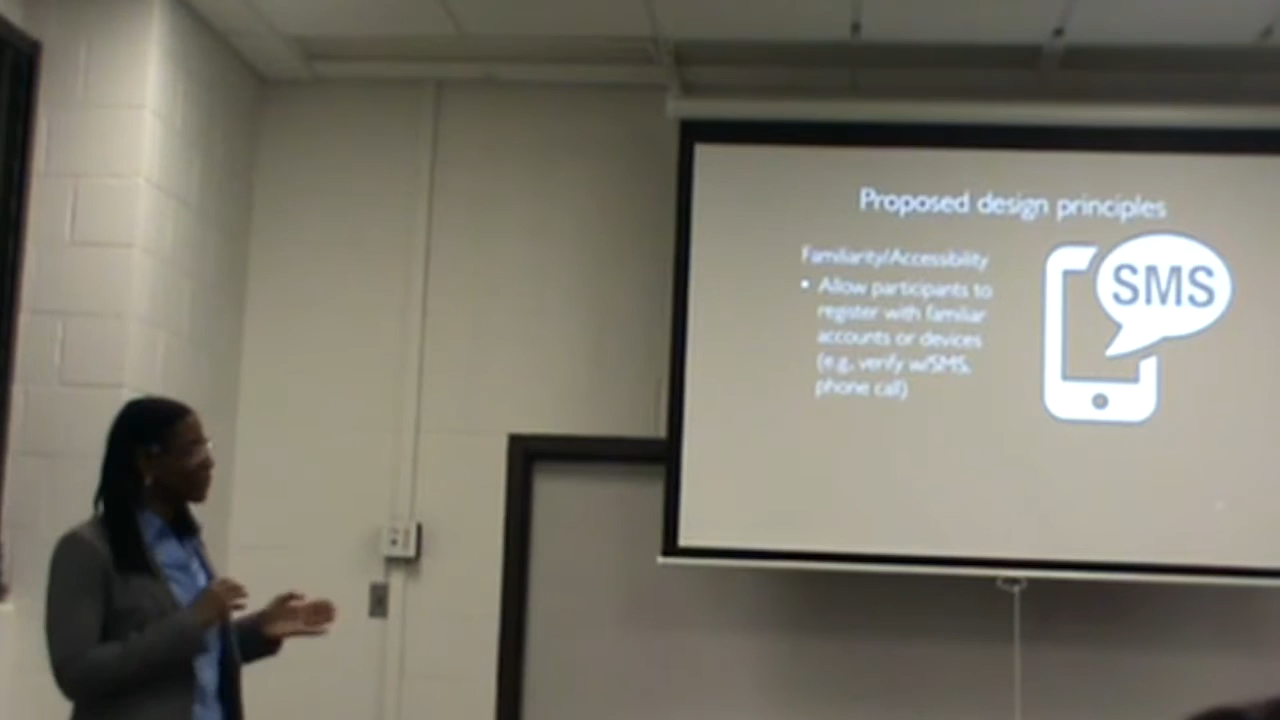 Proposed design principles
Familiarity/Accessibility
• Allow participants to
register with familiar
accounts or devices
(e.g., verify w/SMS,
phone call)
SMS